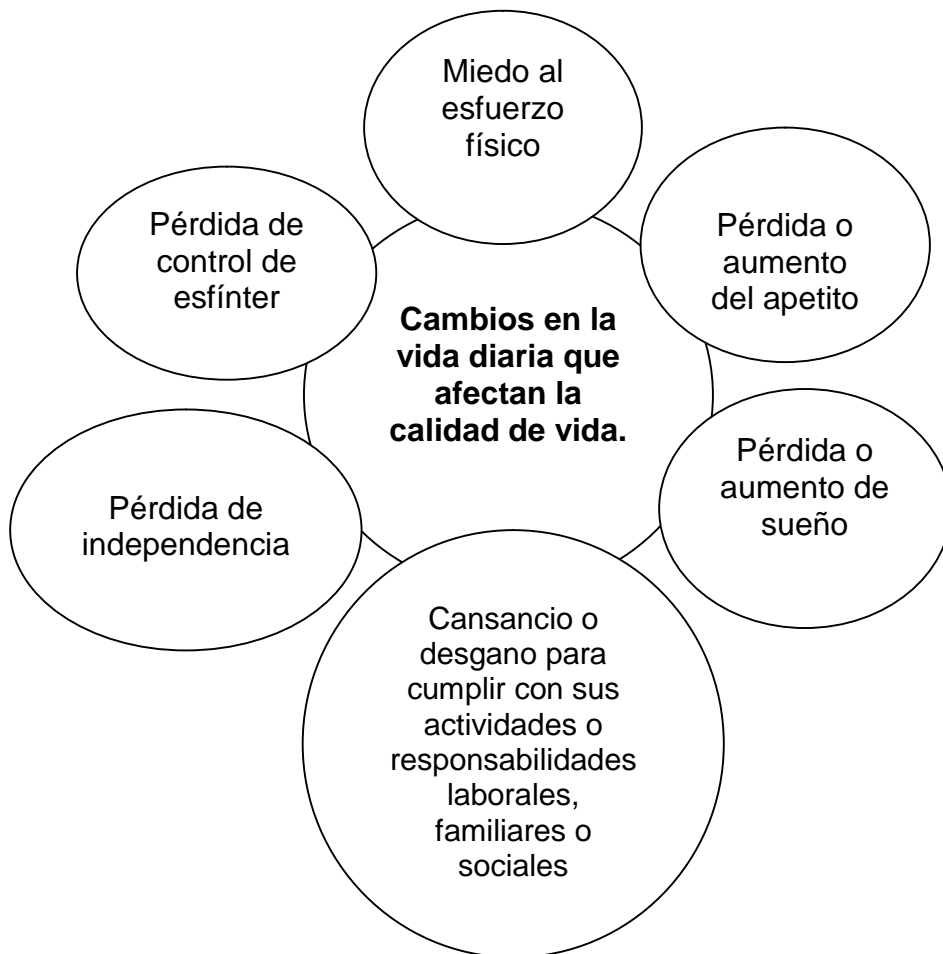 Miedo al
esfuerzo
físico
Pérdida de
control de
esfínter
Pérdida o
aumento
del apetito
Cambios en la
vida diaria que
afectan la
calidad de vida.
Pérdida o
aumento de
sueño
Pérdida de
independencia
Cansancio o
desgano para
cumplir con sus
actividades o
responsabilidades
laborales,
familiares o
sociales